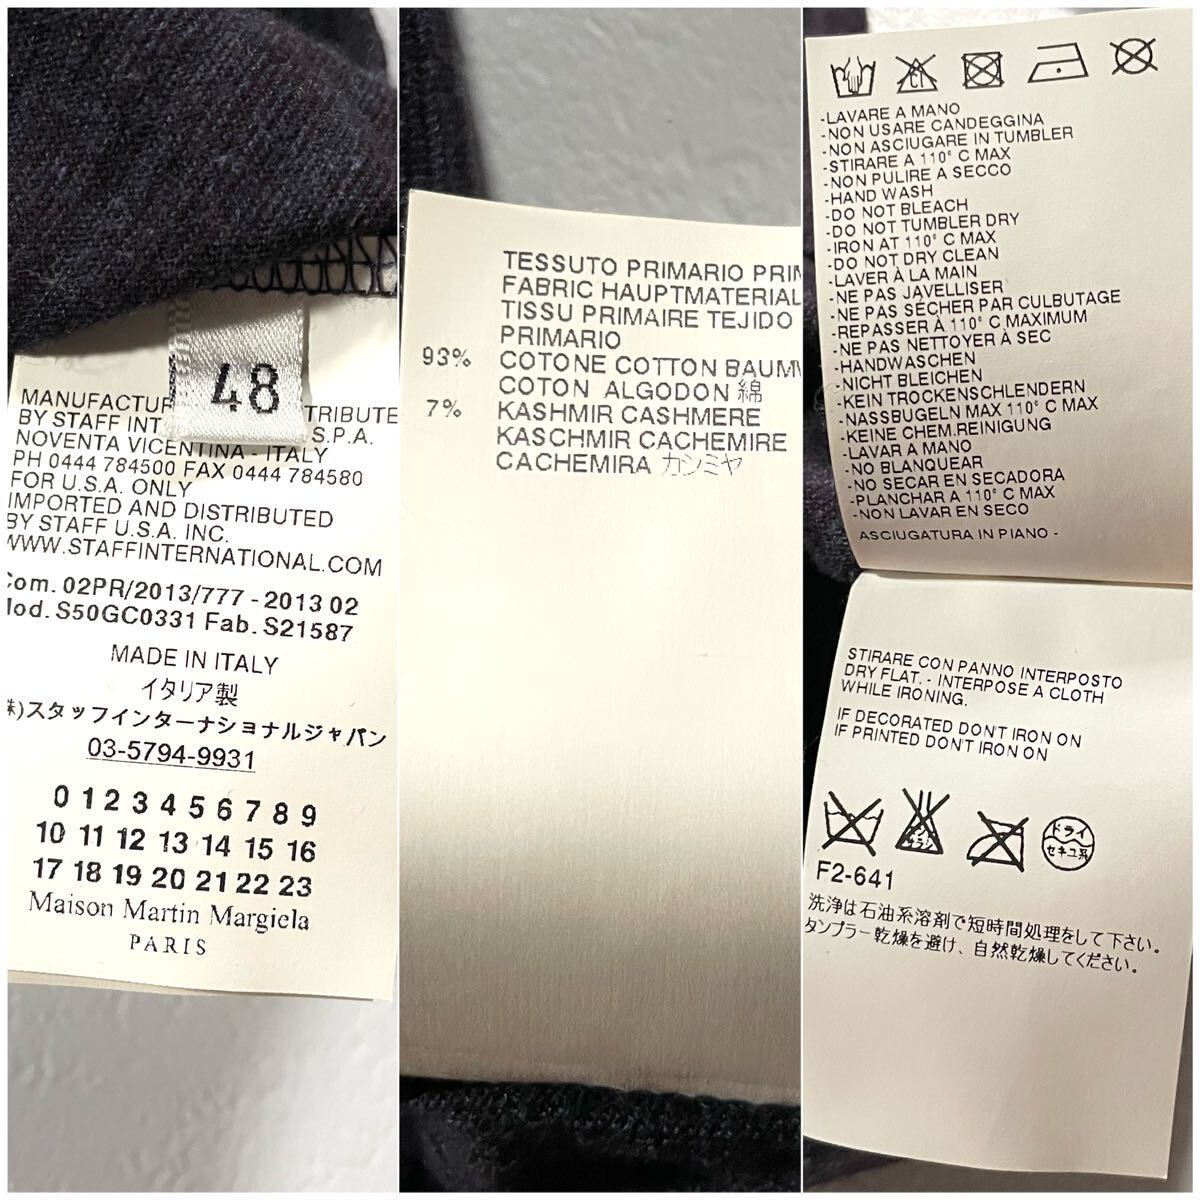 48
MANUFACTUR TRIBUTE
BY STAFF INT S.P.A.
NOVENTA VICENTINA - ITALY
PH 0444 784500 FAX 0444 784580
FOR U.S.A. ONLY
IMPORTED AND DISTRIBUTED
BY STAFF U.S.A. INC.
WWW.STAFFINTERNATIONAL.COM
Com. 02PR/2013/777 - 2013 02
Mod. S50GC0331 Fab. S21587
MADE IN ITALY
イタリア製
株)スタッフインターナショナルジャパン
03-5794-9931
0 1 2 3 4 5 6 7 8 9
10 11 12 13 14 15 16
17 18 19 20 21 22 23
Maison Martin Margiela
PARIS
TESSUTO PRIMARIO PRIM
FABRIC HAUPTMATERIAL
TISSU PRIMAIRE TEJIDO
PRIMARIO
93% COTONE COTTON BAUMW
COTON ALGODON 綿
7% KASHMIR CASHMERE
KASCHMIR CACHEMIRE
CACHEMIRA カシミヤ
Cl
-LAVARE A MANO
-NON USARE CANDEGGINA
-NON ASCIUGARE IN TUMBLER
-STIRARE A 110° C MAX
-NON PULIRE A SECCO
-HAND WASH
-DO NOT BLEACH
-DO NOT TUMBLER DRY
-IRON AT 110° C MAX
-DO NOT DRY CLEAN
-LAVER À LA MAIN
-NE PAS JAVELLISER
-NE PAS SÉCHER PAR CULBUTAGE
-REPASSER À 110° C MAXIMUM
-NE PAS NETTOYER À SEC
-HANDWASCHEN
-NICHT BLEICHEN
-KEIN TROCKENSCHLENDERN
-NASSBUGELN MAX 110° C MAX
-KEINE CHEM.REINIGUNG
-LAVAR A MANO
-NO BLANQUEAR
-NO SECAR EN SECADORA
-PLANCHAR A 110° C MAX
-NON LAVAR EN SECO
ASCIUGATURA IN PIANO -
STIRARE CON PANNO INTERPOSTO
DRY FLAT. - INTERPOSE A CLOTH
WHILE IRONING.
IF DECORATED DON'T IRON ON
IF PRINTED DON'T IRON ON
エンソサラシ
ドライ
セキユ系
F2-641
洗浄は石油系溶剤で短時間処理をして下さい。
タンブラー乾燥を避け、自然乾燥してください。